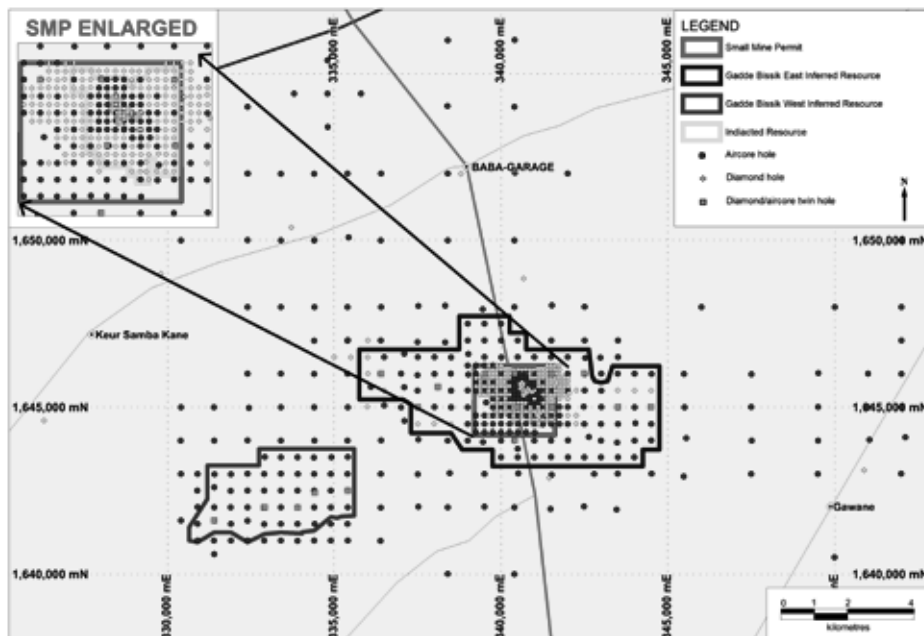 SMP ENLARGED
335,000 mE
340,000 mE
345,000 mE
LEGEND
Small Mine Permit
Gadde Bissik East Inferred Resource
Gadde Bissik West Inferred Resource
Indiacted Resource
Aircore hole
Diamond hole
Diamond/aircore twin hole
N
BABA-GARAGE
1,650,000 mN
1,650,000 mN
Keur Samba Kane
1,645,000 mN
1,645,000 mN
Gawane
1,640,000 mN
1,640,000 mN
330,000 mE
335,000 mE
340,000 mE
345,000 mE
mE
0 1 2 4
kilometres